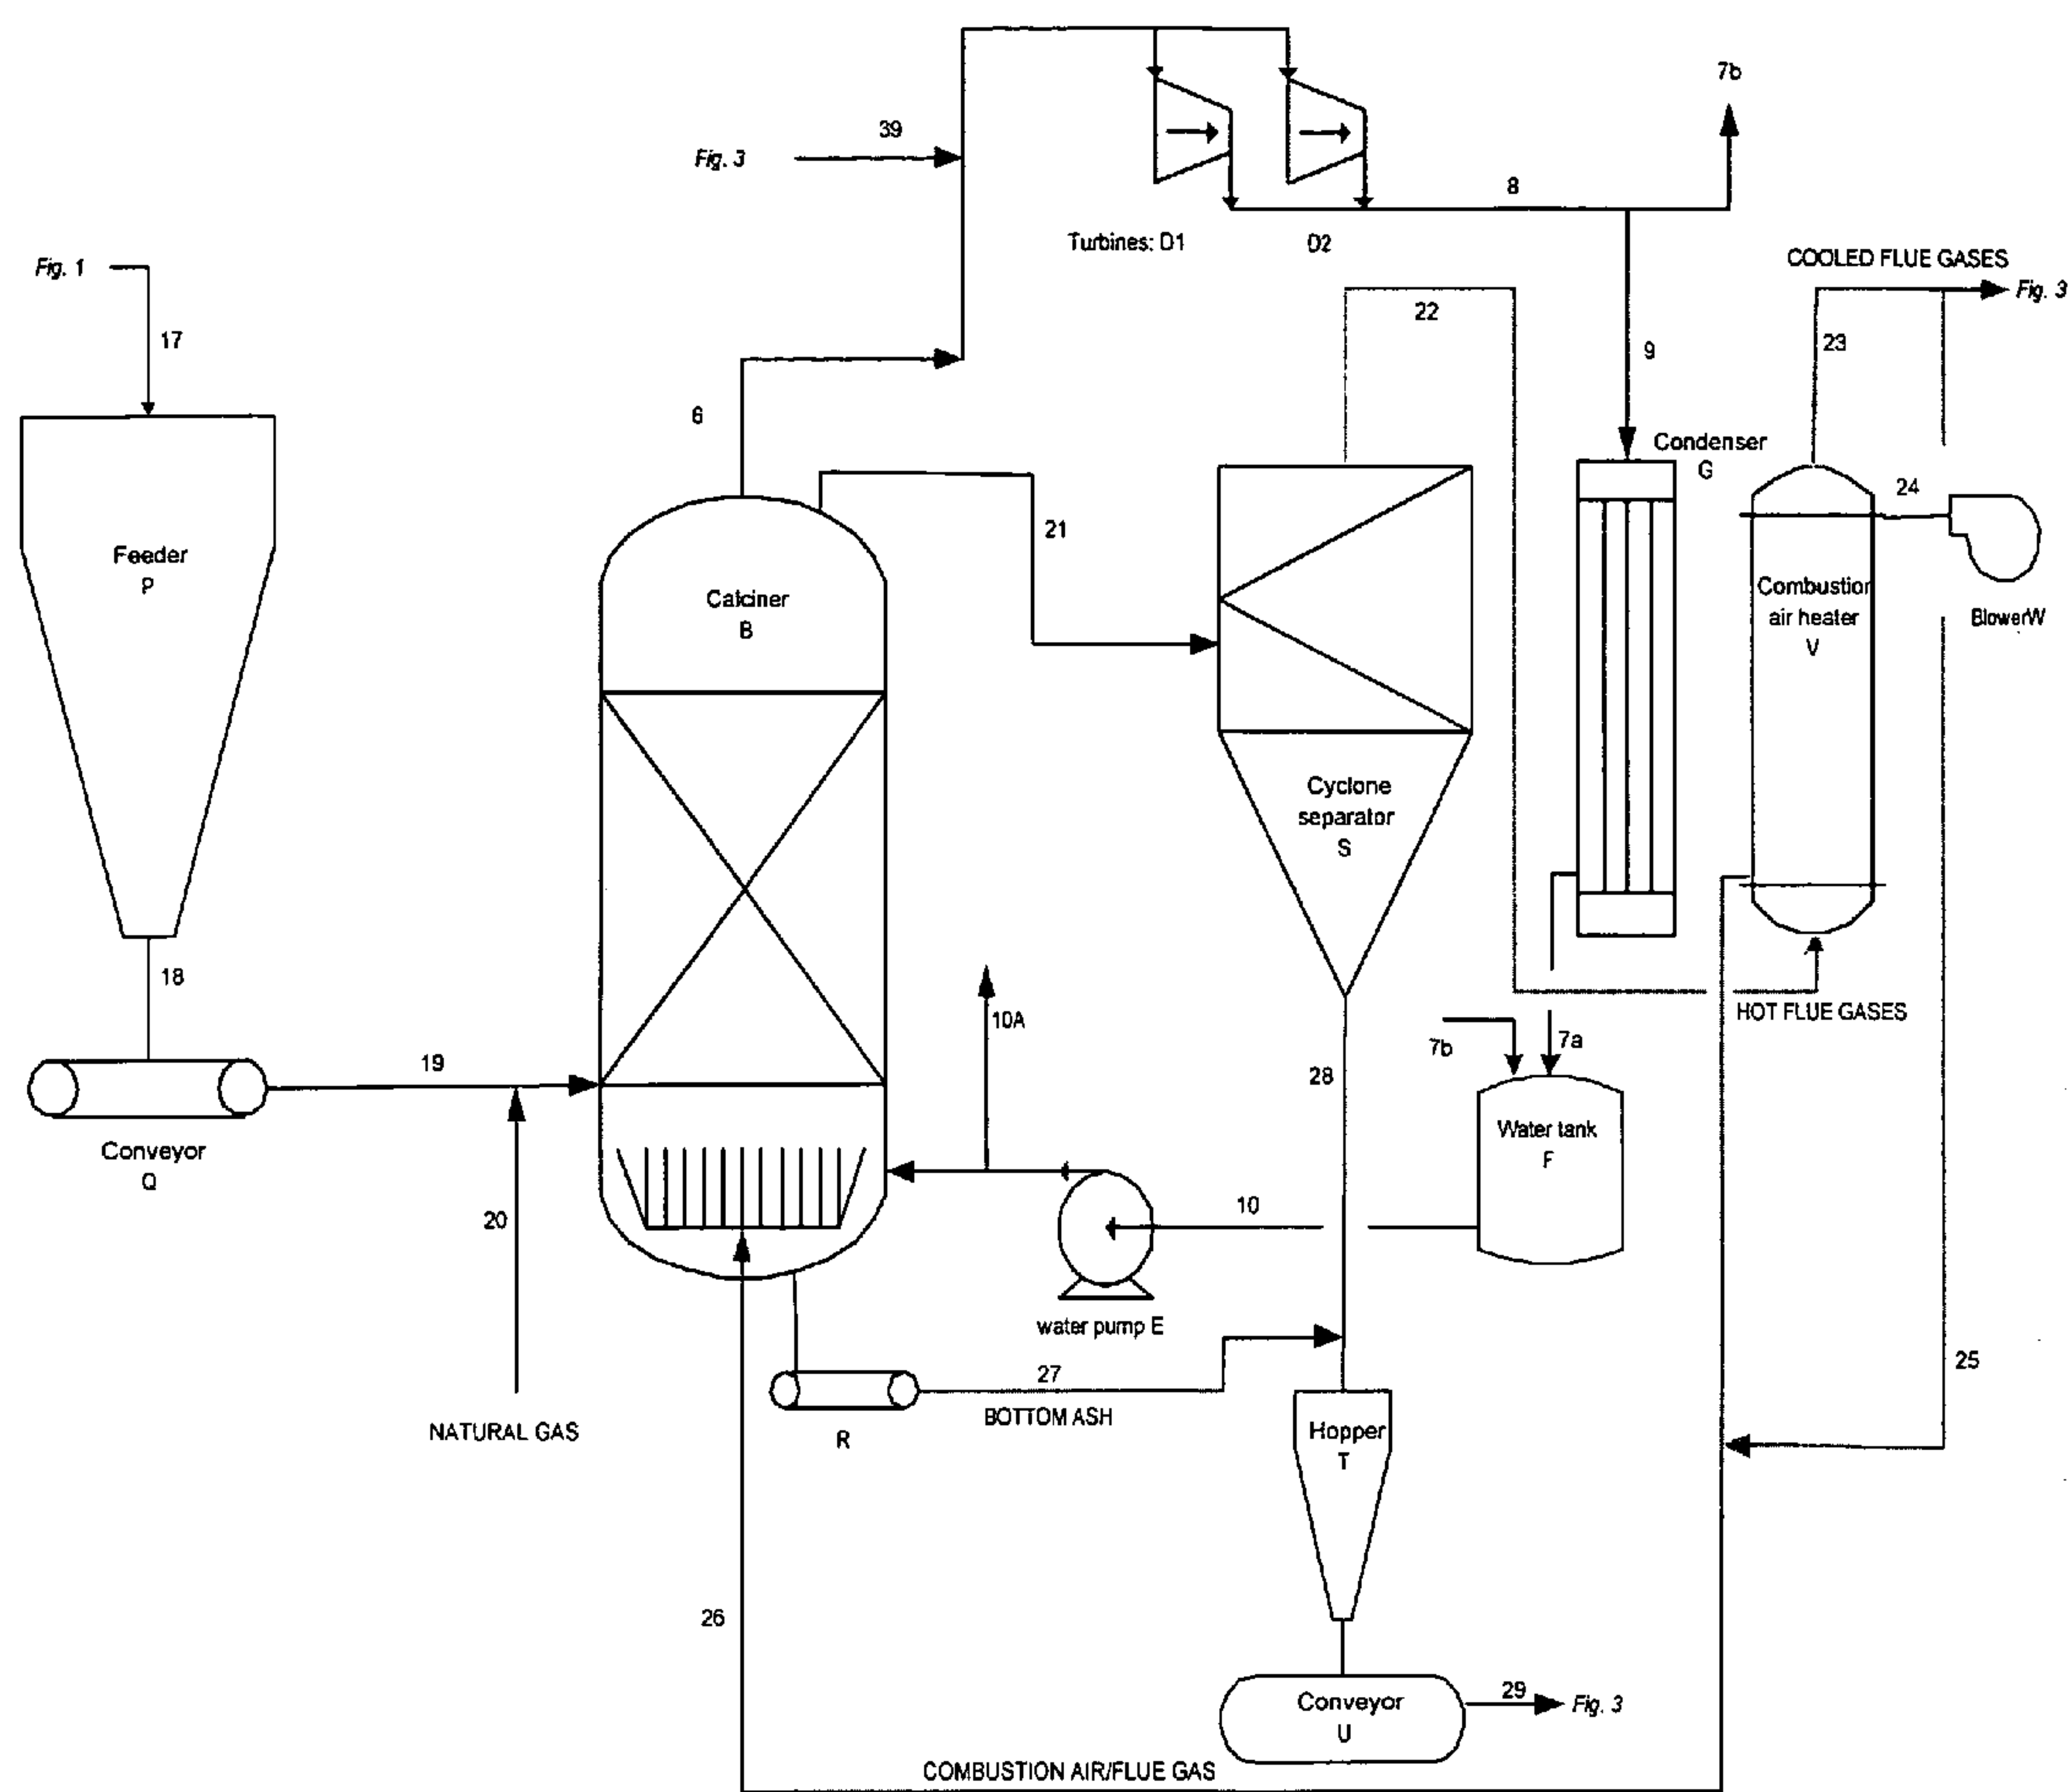 7b
39
Fig. 3
8
Turbines: D1
D2
Fig. 1
COOLED FLUE GASES
Fig. 3
17
22
23
9
6
Condenser
G
24
21
Feeder
P
Calciner
B
Combustion
air heater
V
BlowerW
Cyclone
separator
S
18
10A
HOT FLUE GASES
7b
7a
19
28
Water tank
F
Conveyor
Q
20
10
water pump E
27
25
BOTTOM ASH
NATURAL GAS
R
Hopper
T
26
Conveyor
U
29
Fig. 3
COMBUSTION AIR/FLUE GAS